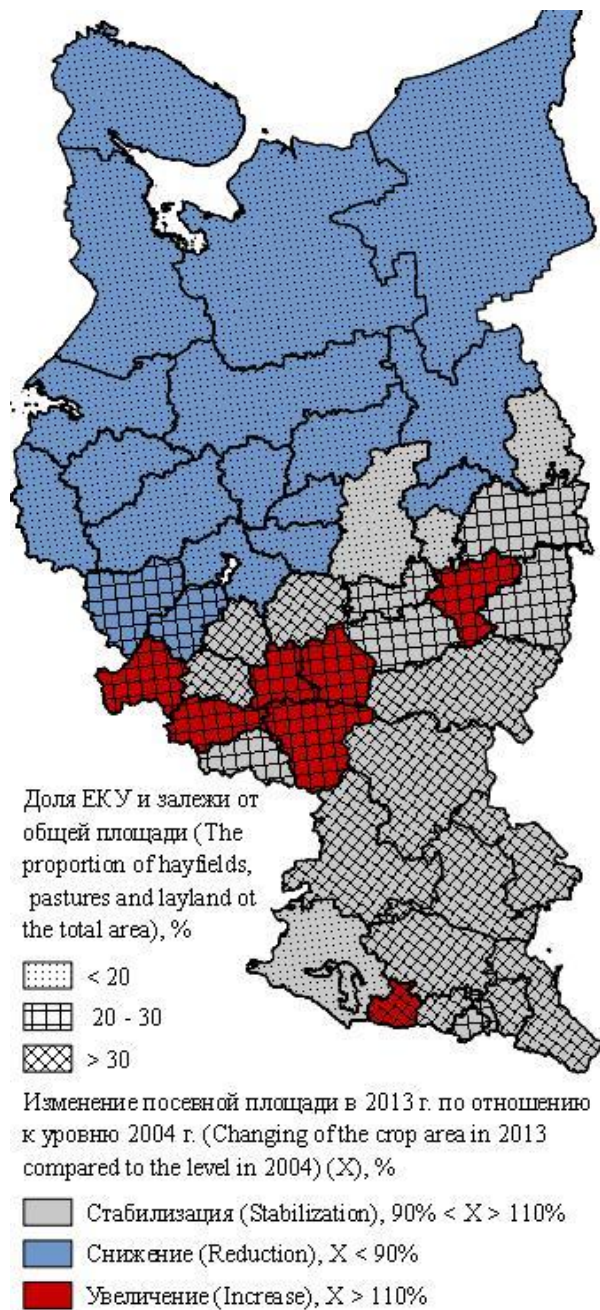 Доля ЕКУ и залежи от
общей площади (The
proportion of hayfields,
pastures and layland ot
the total area), %
< 20
20 - 30
> 30
Изменение посевной площади в 2013 г. по отношению
к уровню 2004 г. (Changing of the crop area in 2013
compared to the level in 2004) (X), %
Стабилизация (Stabilization), 90% < X > 110%
Снижение (Reduction), X < 90%
Увеличение (Increase), X > 110%